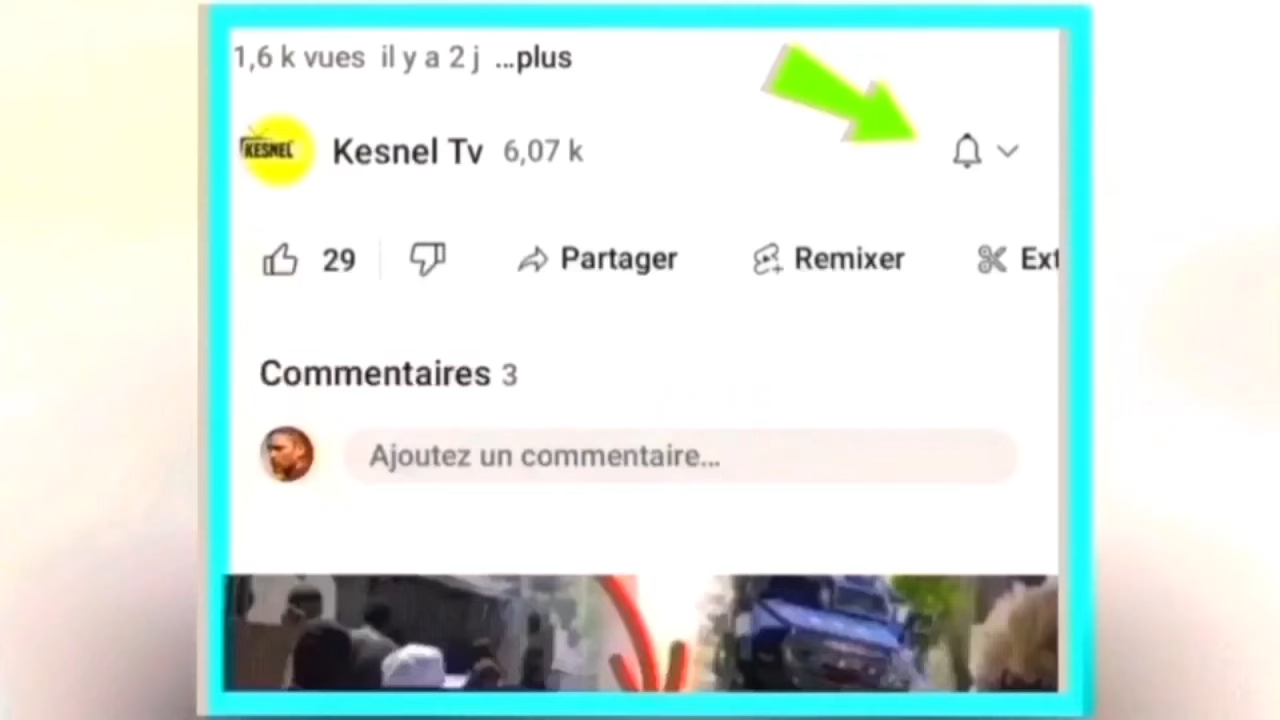 1,6 k vues il y a 2 j ...plus
KESNEL
Kesnel Tv 6,07 k
29 Partager Remixer Ext
Commentaires 3
Ajoutez un commentaire...